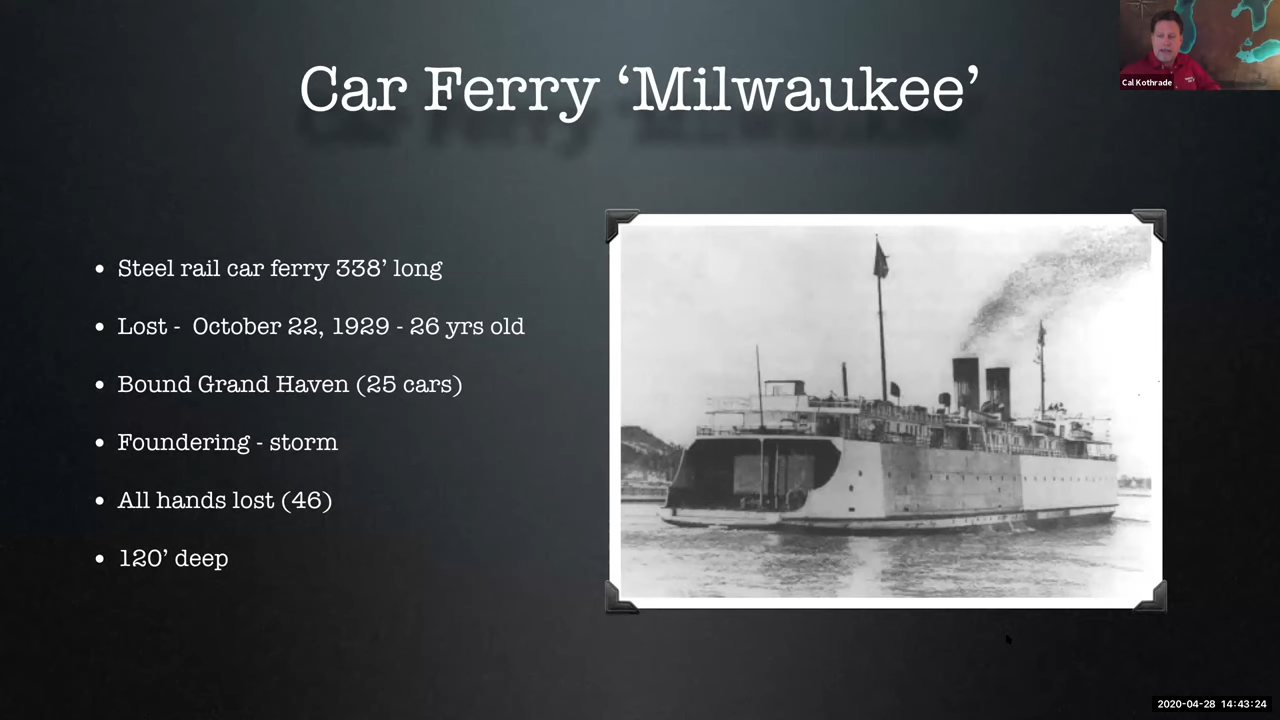 Car Ferry ‘Milwaukee’
Cal Kothrade
• Steel rail car ferry 338’ long
• Lost -  October 22, 1929 - 26 yrs old
• Bound Grand Haven (25 cars)
• Foundering - storm
• All hands lost (46)
• 120’ deep
2020-04-28 14:43:24